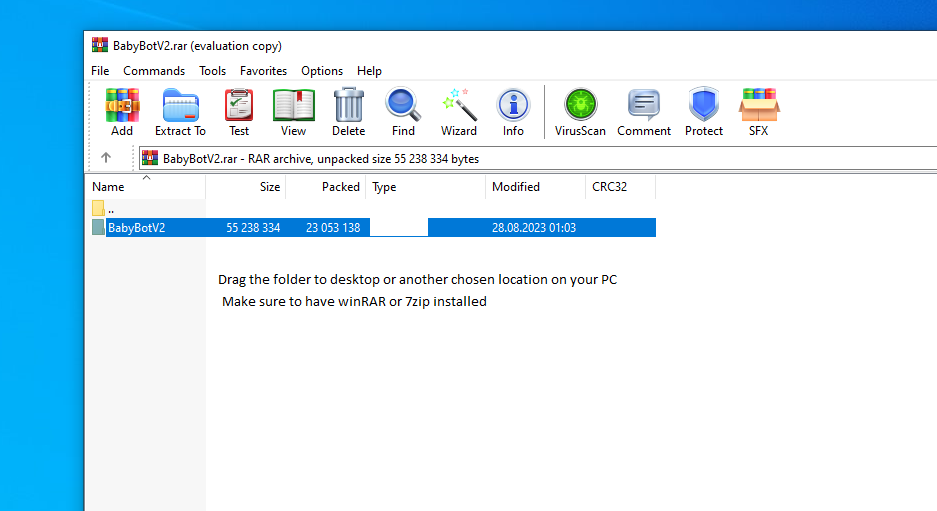 BabyBotV2.rar (evaluation copy)
File Commands Tools Favorites Options Help
Add Extract To Test View Delete Find Wizard Info VirusScan Comment Protect SFX
BabyBotV2.rar - RAR archive, unpacked size 55 238 334 bytes
Name Size Packed Type Modified CRC32
..
BabyBotV2 55 238 334 23 053 138 28.08.2023 01:03
Drag the folder to desktop or another chosen location on your PC
Make sure to have winRAR or 7zip installed